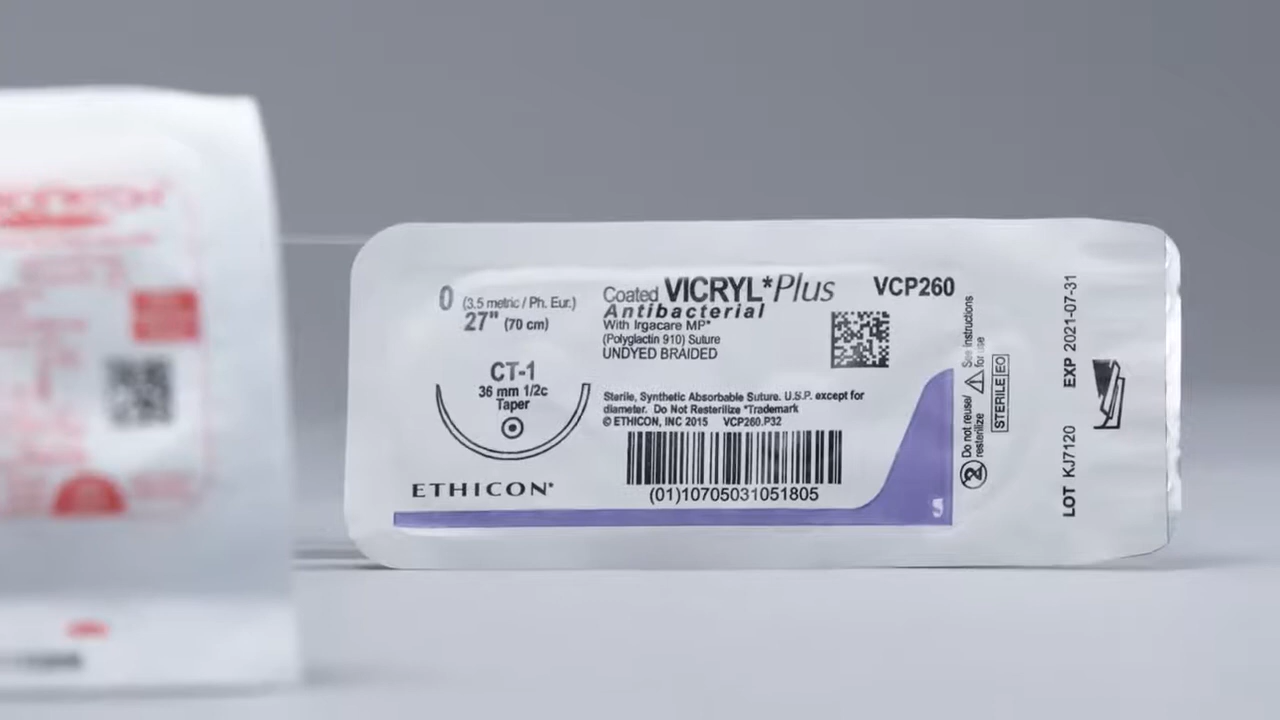 0 (3.5 metric / Ph. Eur.)
27" (70 cm)
CT-1
36 mm 1/2c
Taper
ETHICON*
Coated VICRYL* Plus
Antibacterial
With Irgacare MP*
(Polyglactin 910) Suture
UNDYED BRAIDED
VCP260
Sterile, Synthetic Absorbable Suture. U.S.P. except for
diameter. Do Not Resterilize *Trademark
© ETHICON, INC 2015 VCP260.P32
(01)10705031051805
Do not reuse/
resterilize
See instructions
for use
STERILE EO
LOT KJ7120 EXP 2021-07-31